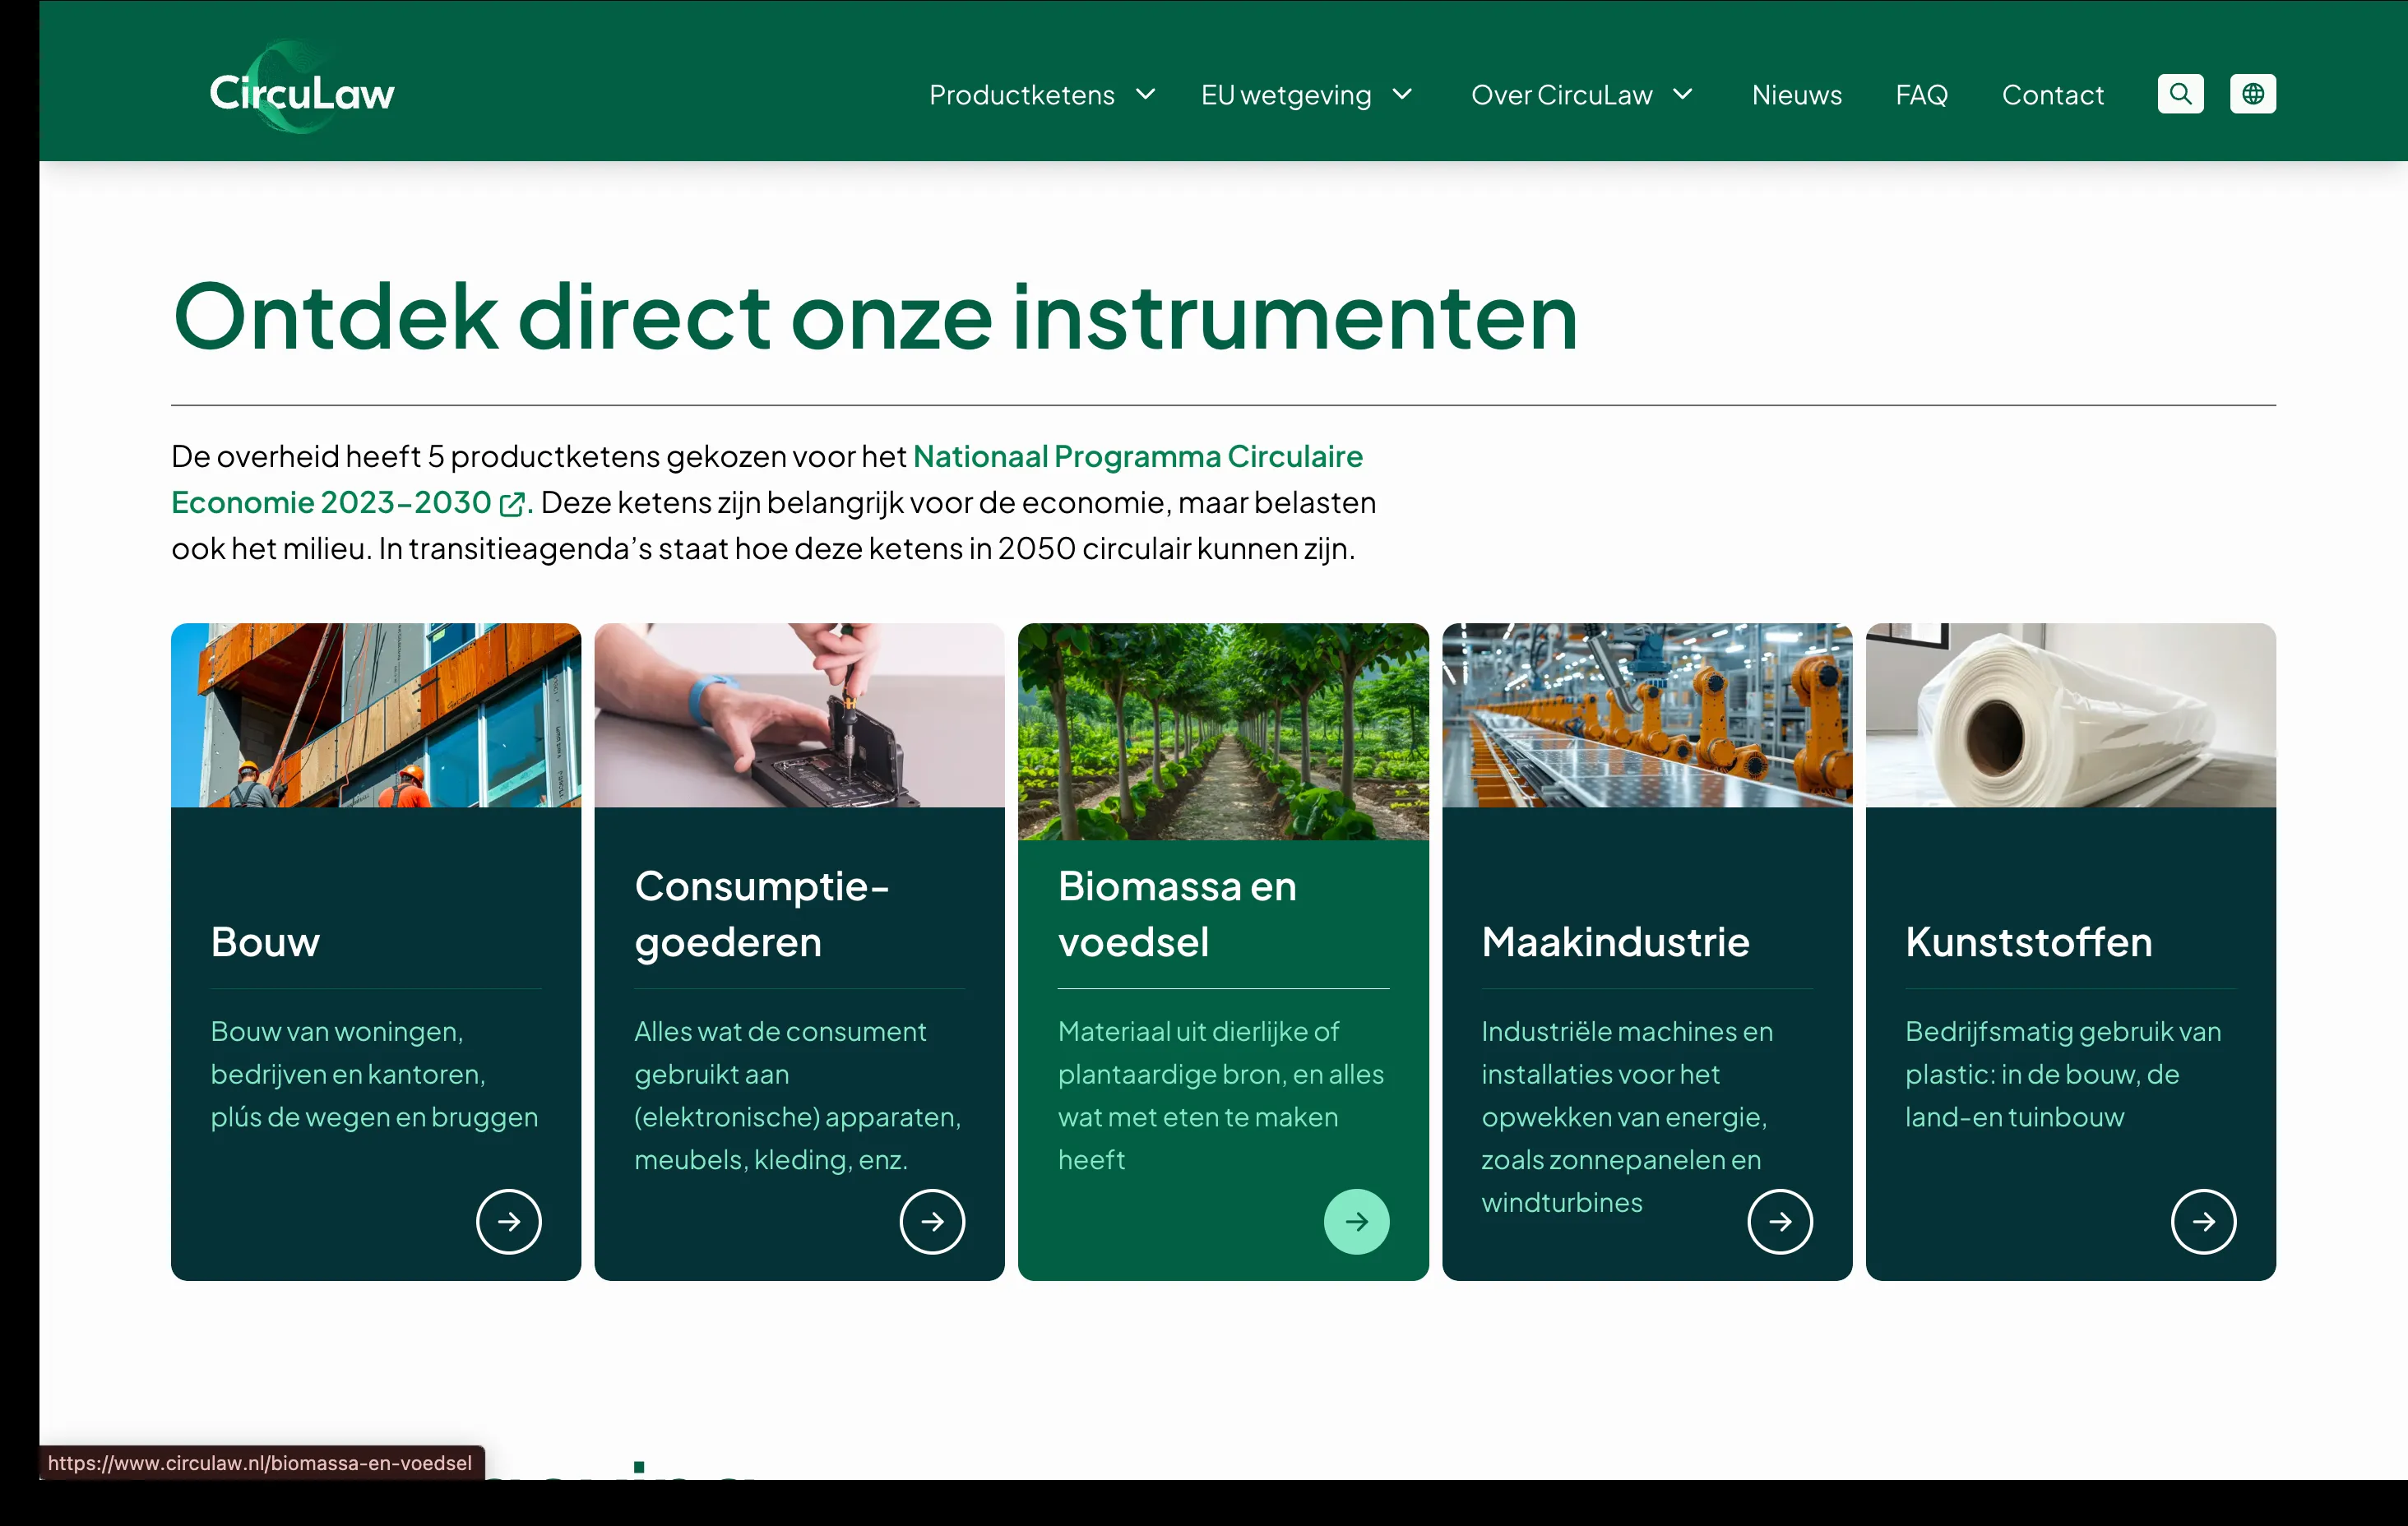 CircuLaw
Productketens
EU wetgeving
Over CircuLaw
Nieuws
FAQ
Contact
Ontdek direct onze instrumenten
De overheid heeft 5 productketens gekozen voor het Nationaal Programma Circulaire
Economie 2023–2030. Deze ketens zijn belangrijk voor de economie, maar belasten
ook het milieu. In transitieagenda’s staat hoe deze ketens in 2050 circulair kunnen zijn.
Bouw
Bouw van woningen,
bedrijven en kantoren,
plús de wegen en bruggen
Consumptie–
goederen
Alles wat de consument
gebruikt aan
(elektronische) apparaten,
meubels, kleding, enz.
Biomassa en
voedsel
Materiaal uit dierlijke of
plantaardige bron, en alles
wat met eten te maken
heeft
Maakindustrie
Industriële machines en
installaties voor het
opwekken van energie,
zoals zonnepanelen en
windturbines
Kunststoffen
Bedrijfsmatig gebruik van
plastic: in de bouw, de
land-en tuinbouw
https://www.circulaw.nl/biomassa-en-voedsel